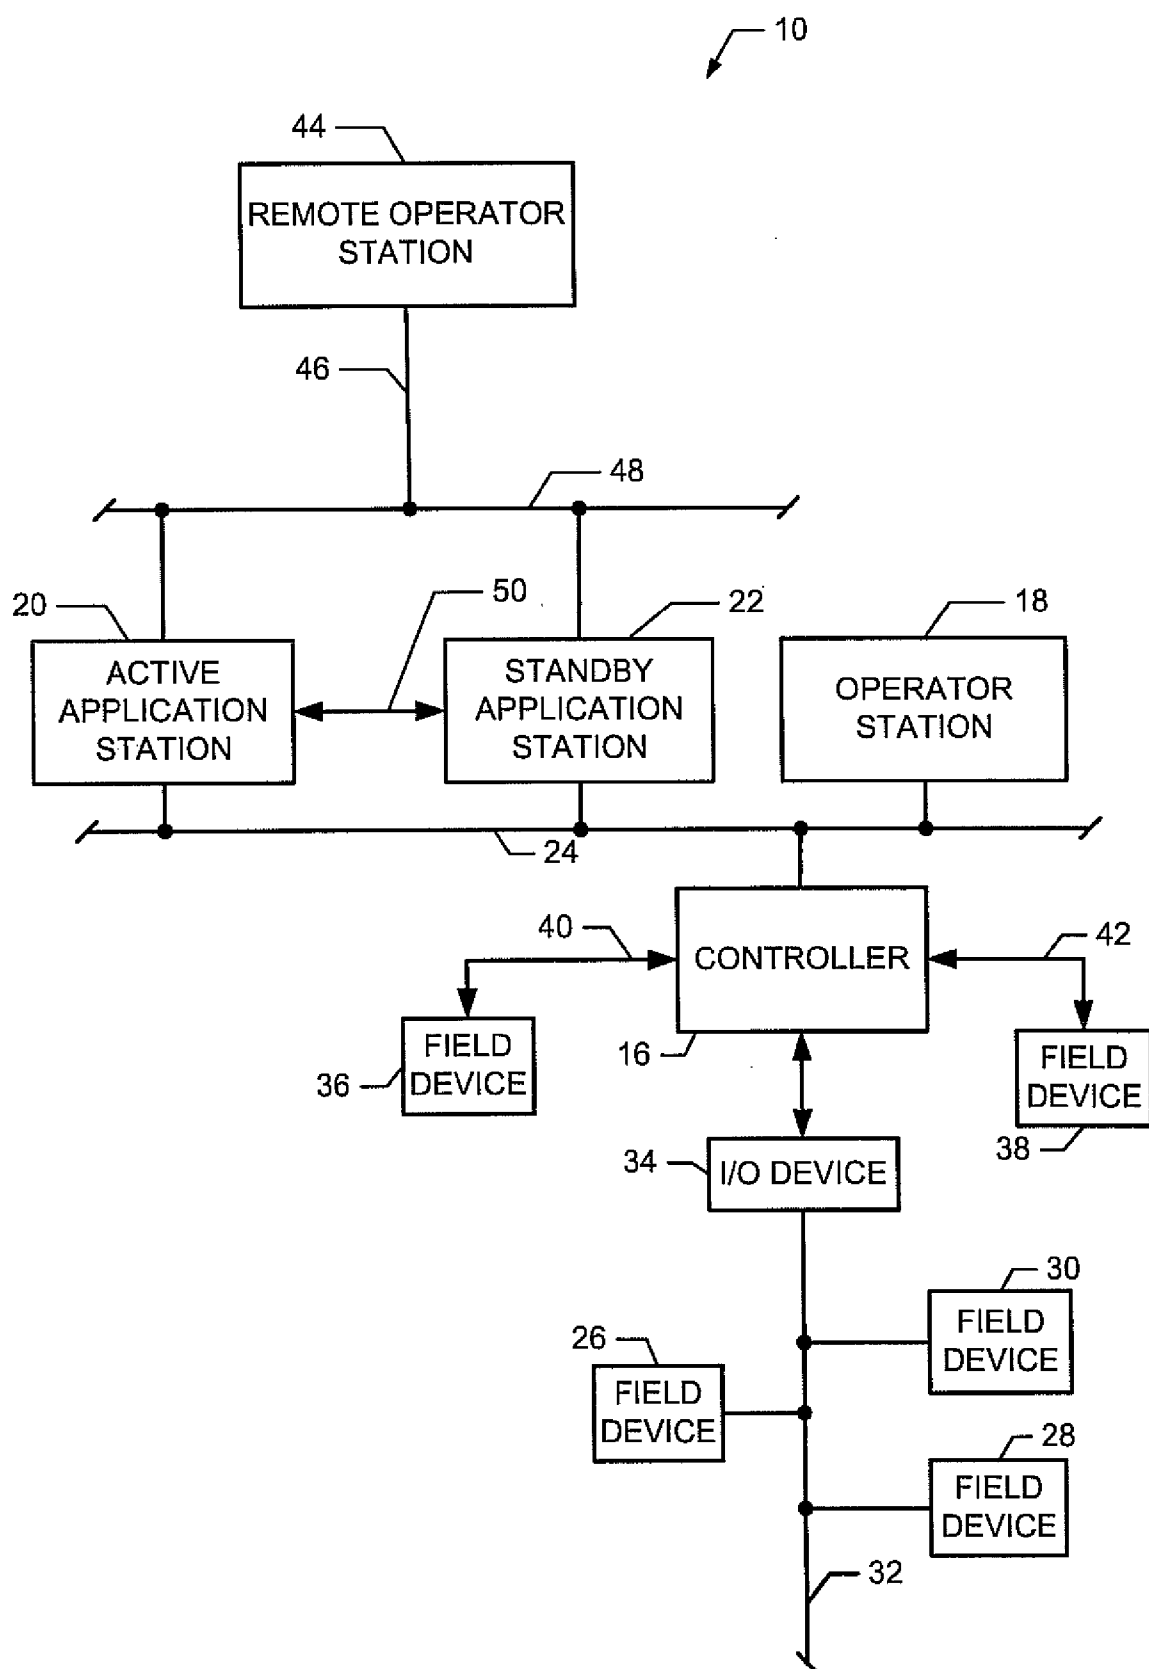 10
44
REMOTE OPERATOR
STATION
46
48
20
50
22
18
ACTIVE
APPLICATION
STATION
STANDBY
APPLICATION
STATION
OPERATOR
STATION
24
40
CONTROLLER
42
FIELD
DEVICE
36
16
FIELD
DEVICE
38
34
I/O DEVICE
30
FIELD
DEVICE
26
FIELD
DEVICE
28
FIELD
DEVICE
32